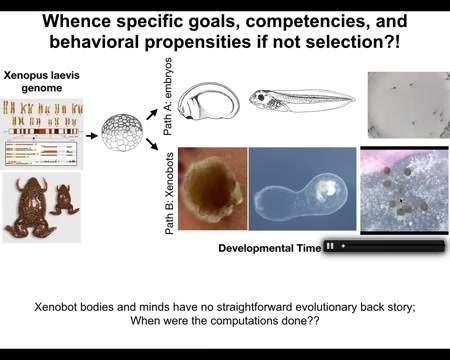 Whence specific goals, competencies, and
behavioral propensities if not selection?!
Xenopus laevis
genome
Path A: embryos
Path B: Xenobots
Developmental Time
Xenobot bodies and minds have no straightforward evolutionary back story;
When were the computations done??